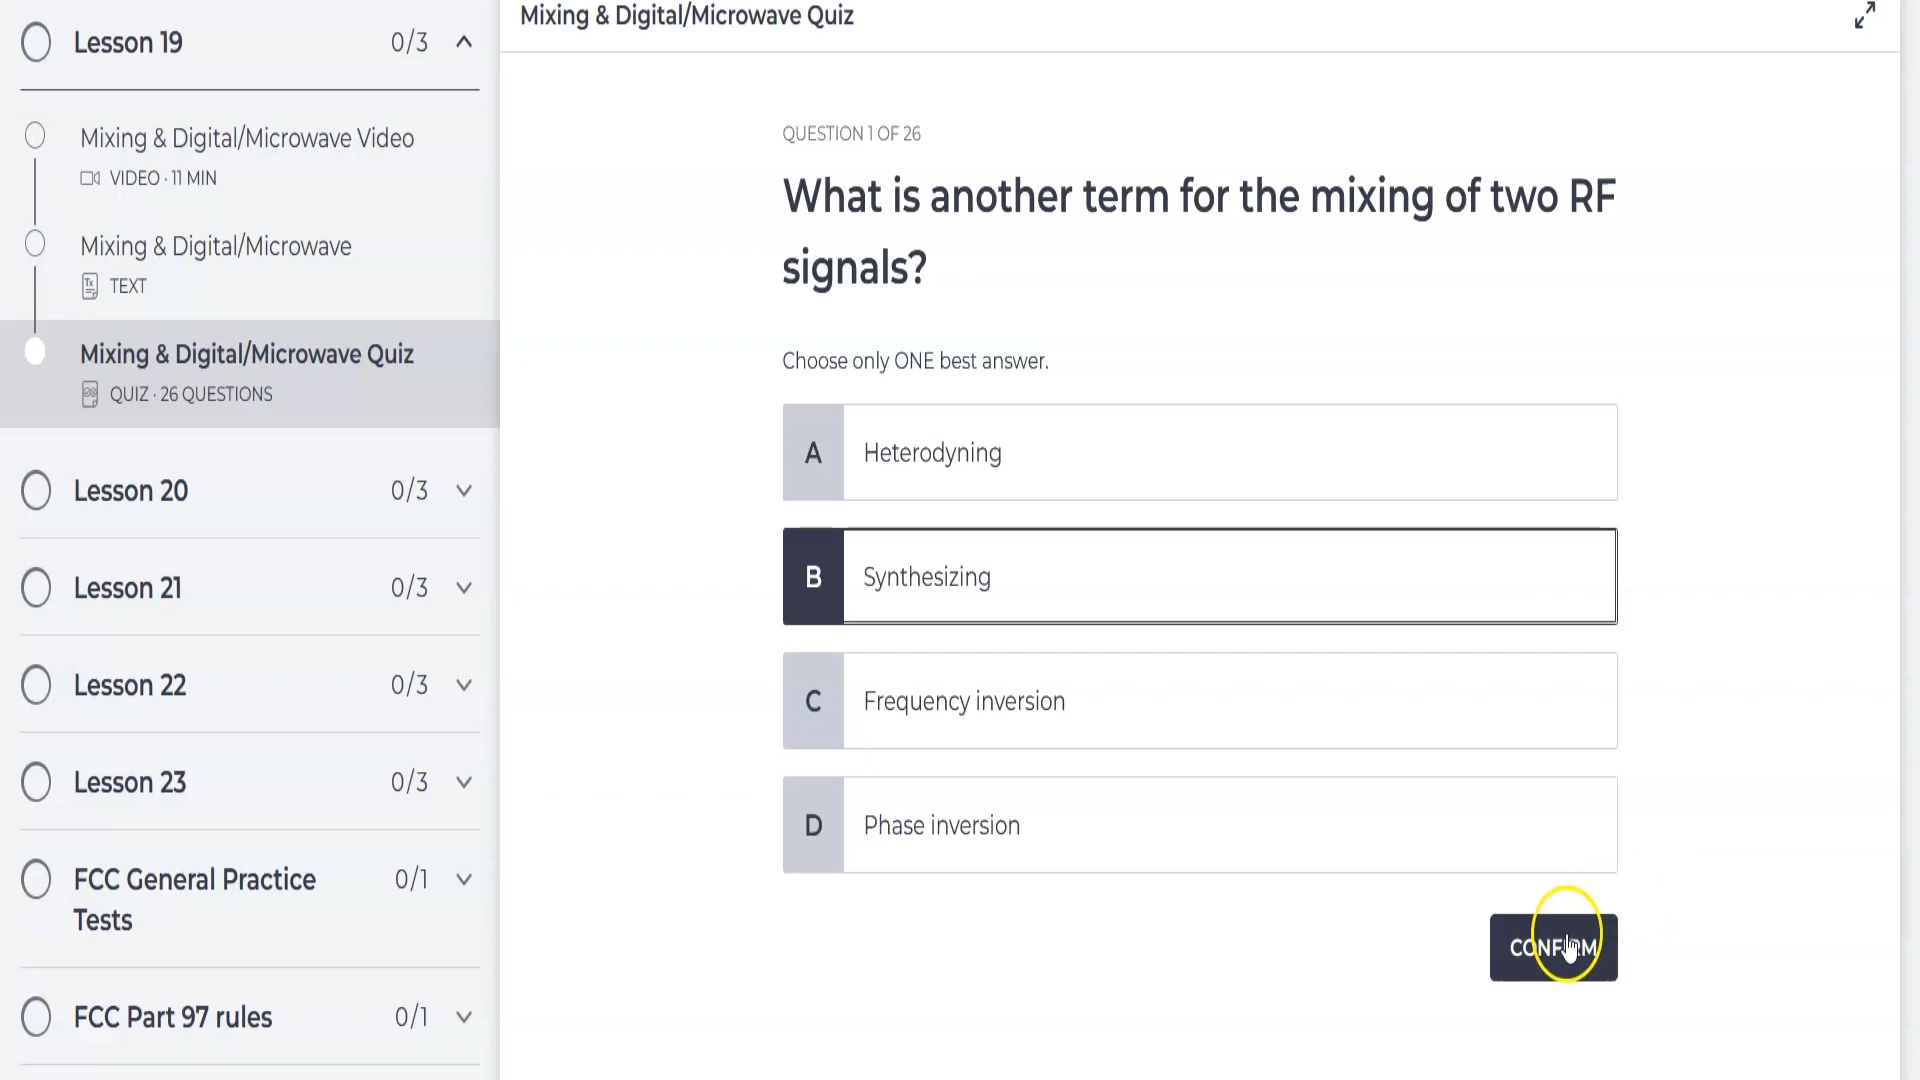 Lesson 19 0/3
Mixing & Digital/Microwave Video
VIDEO · 11 MIN
Mixing & Digital/Microwave
TEXT
Mixing & Digital/Microwave Quiz
QUIZ · 26 QUESTIONS
Lesson 20 0/3
Lesson 21 0/3
Lesson 22 0/3
Lesson 23 0/3
FCC General Practice 0/1
Tests
FCC Part 97 rules 0/1
Mixing & Digital/Microwave Quiz
QUESTION 1 OF 26
What is another term for the mixing of two RF
signals?
Choose only ONE best answer.
A Heterodyning
B Synthesizing
C Frequency inversion
D Phase inversion
CONFIRM